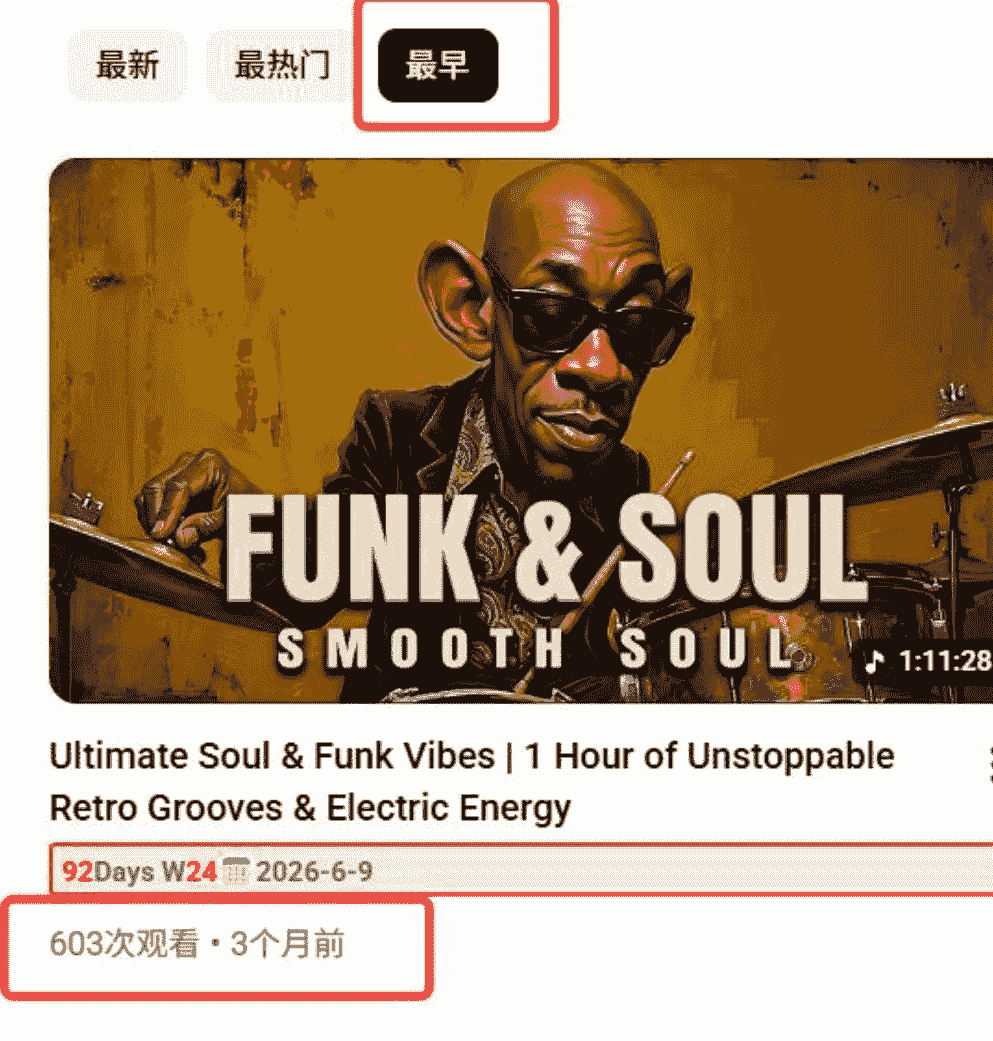 最新 最热门 最早
FUNK & SOUL
SMOOTH SOUL
1:11:28
Ultimate Soul & Funk Vibes | 1 Hour of Unstoppable
Retro Grooves & Electric Energy
92Days W24 2026-6-9
603次观看 • 3个月前